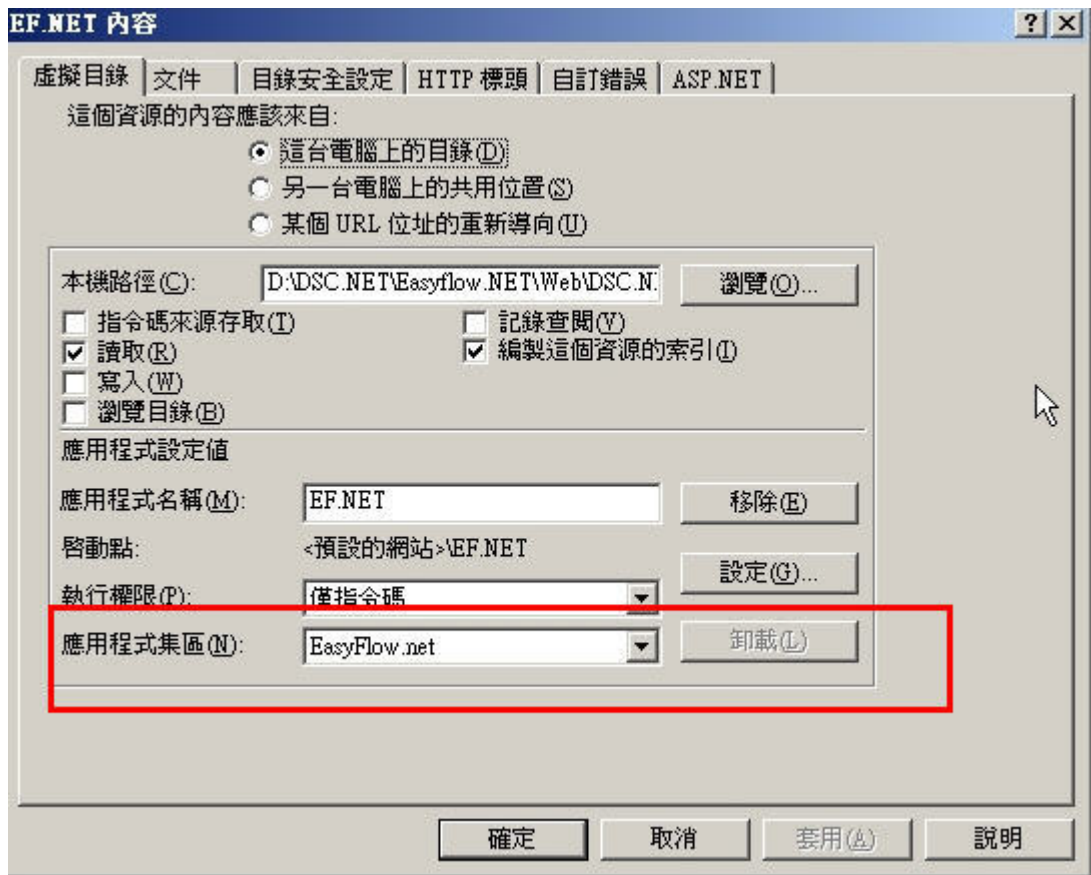 EF.NET 內容
虛擬目錄 文件 目錄安全設定 HTTP 標頭 自訂錯誤 ASP.NET
這個資源的內容應該來自:
這台電腦上的目錄(D)
另一台電腦上的共用位置(S)
某個 URL 位址的重新導向(U)
本機路徑(C): D:\DSC.NET\Easyflow.NET\Web\DSC.N. 瀏覽(O)...
指令碼來源存取(T) 記錄查閱(V)
讀取(R) 編製這個資源的索引(I)
寫入(W)
瀏覽目錄(B)
應用程式設定值
應用程式名稱(M): EF.NET 移除(E)
啓動點: <預設的網站>\EF.NET
設定(G)...
執行權限(P): 僅指令碼
應用程式集區(N): EasyFlow.net 卸載(L)
確定 取消 套用(A) 說明